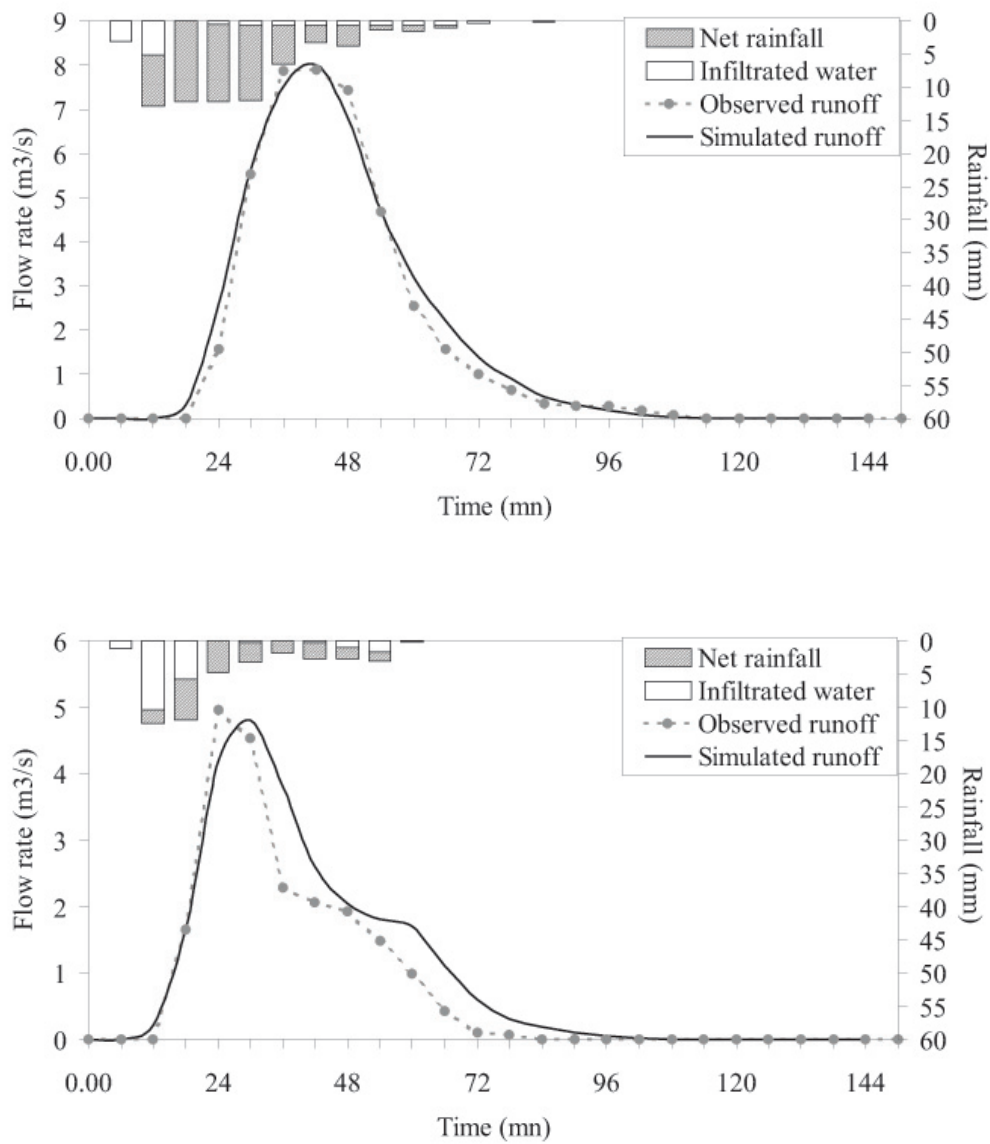 9
8
7
6
5
4
3
2
1
0
Flow rate (m3/s)
0
5
10
15
20
25
30
35
40
45
50
55
60
Rainfall (mm)
Net rainfall
Infiltrated water
Observed runoff
Simulated runoff
0.00 24 48 72 96 120 144
Time (mn)
6
5
4
3
2
1
0
Flow rate (m3/s)
0
5
10
15
20
25
30
35
40
45
50
55
60
Rainfall (mm)
Net rainfall
Infiltrated water
Observed runoff
Simulated runoff
0.00 24 48 72 96 120 144
Time (mn)